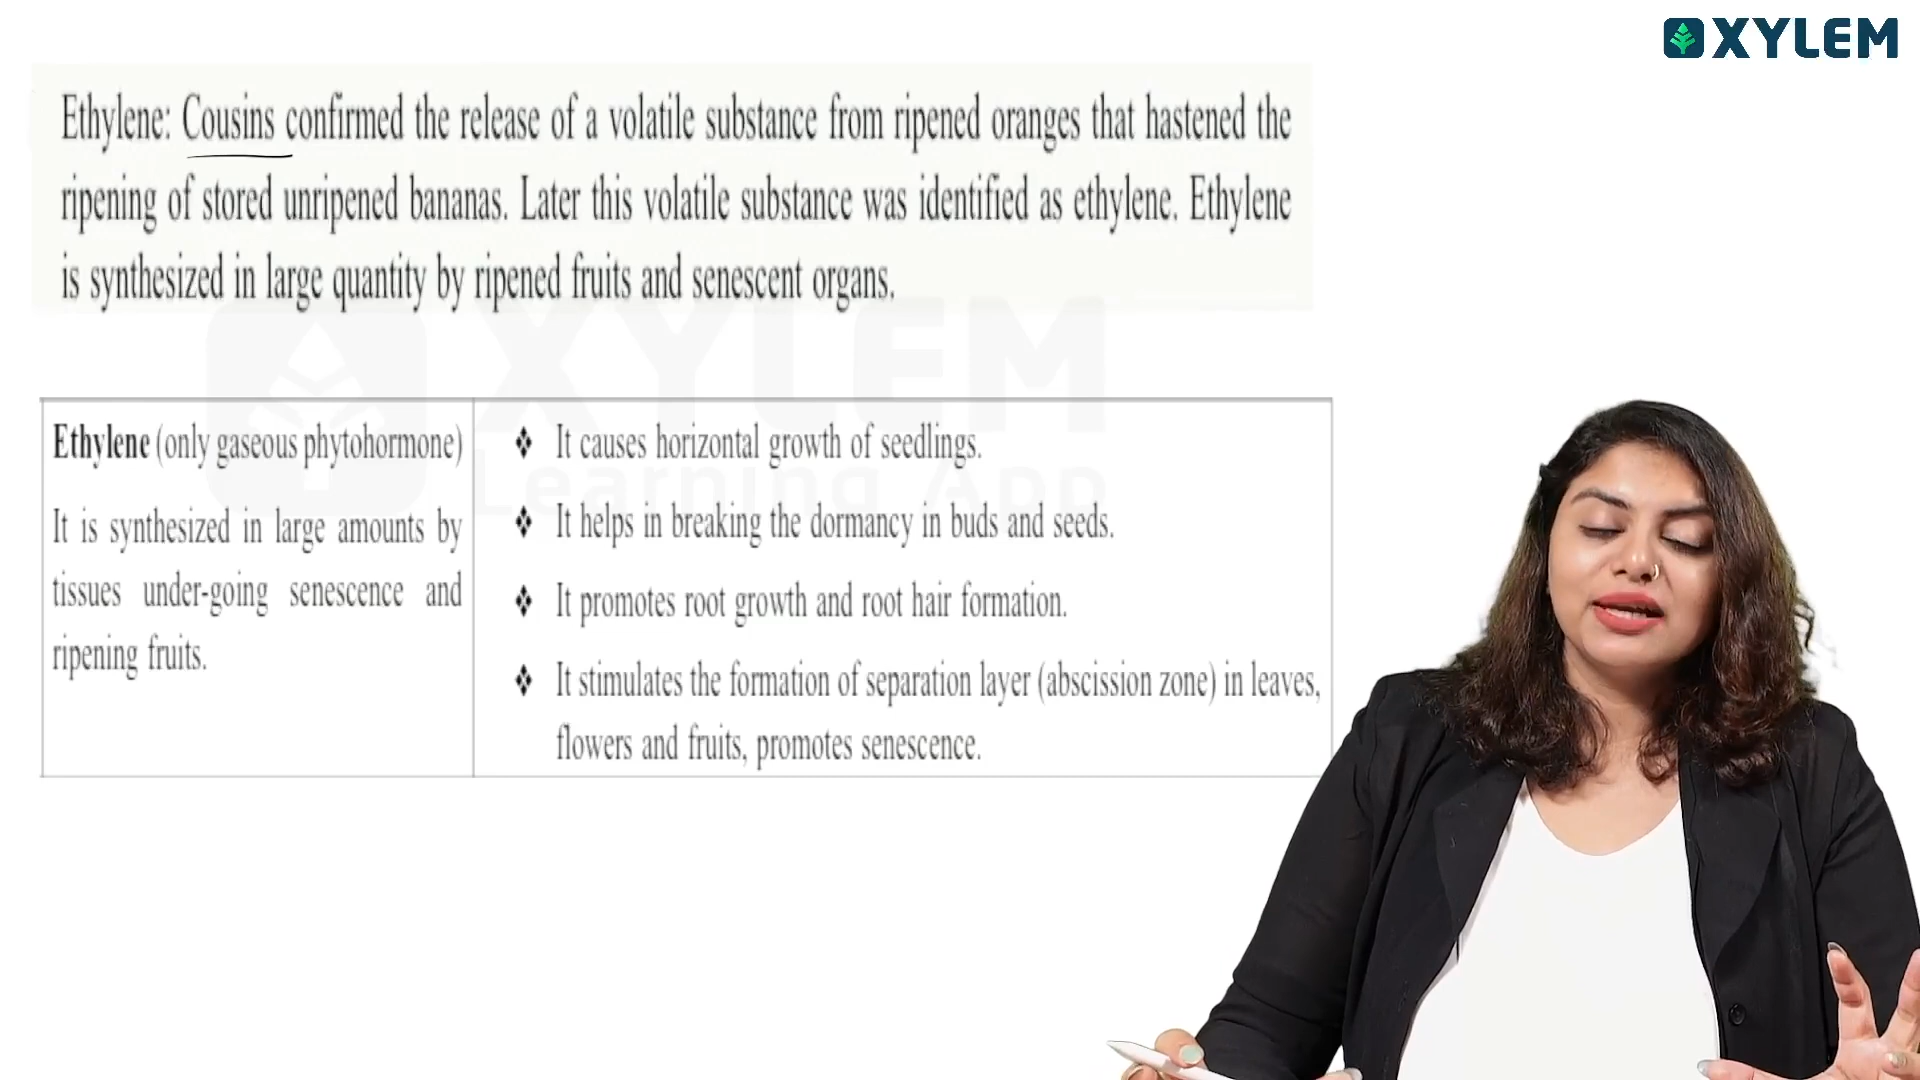 XYLEM
Ethylene: Cousins confirmed the release of a volatile substance from ripened oranges that hastened the
ripening of stored unripened bananas. Later this volatile substance was identified as ethylene. Ethylene
is synthesized in large quantity by ripened fruits and senescent organs.
XYLEM
Learning App
Ethylene (only gaseous phytohormone)
It is synthesized in large amounts by
tissues under-going senescence and
ripening fruits.
❖ It causes horizontal growth of seedlings.
❖ It helps in breaking the dormancy in buds and seeds.
❖ It promotes root growth and root hair formation.
❖ It stimulates the formation of separation layer (abscission zone) in leaves,
flowers and fruits, promotes senescence.